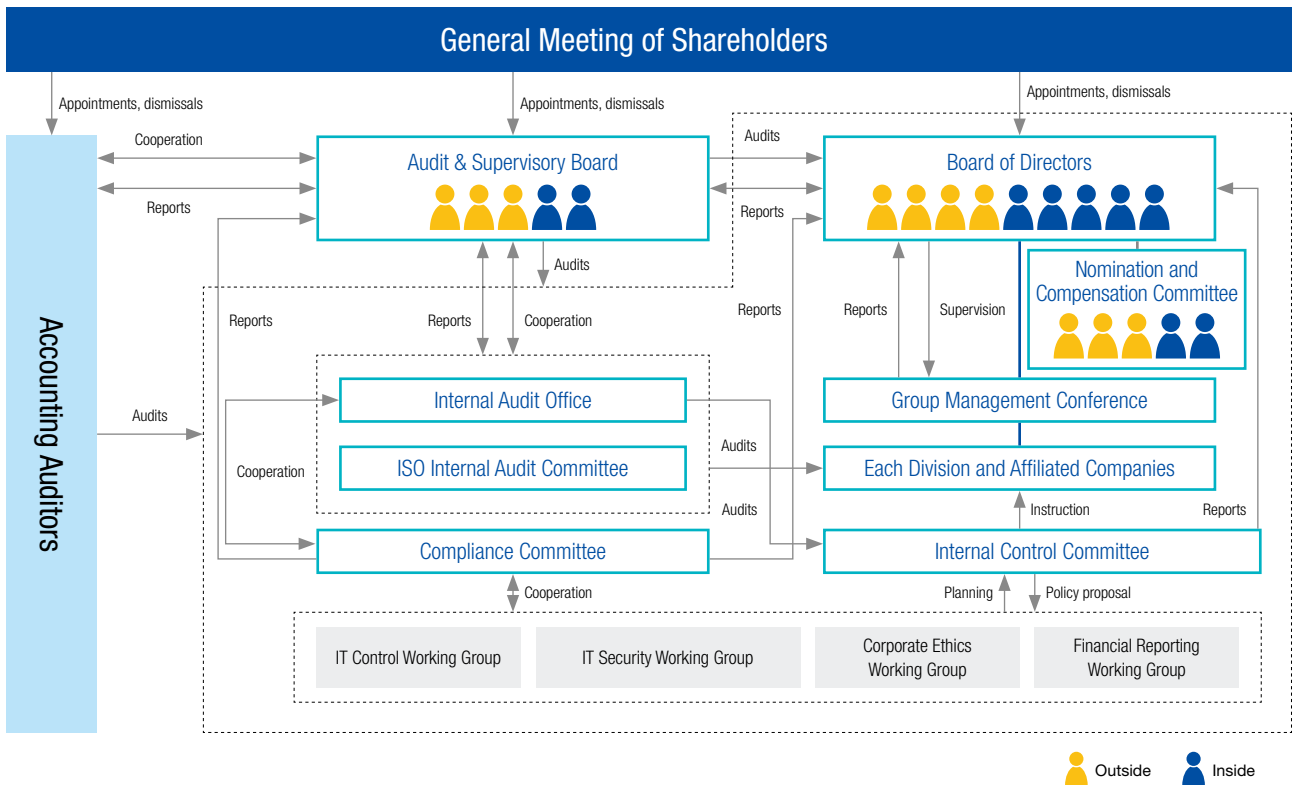 General Meeting of Shareholders
Appointments, dismissals
Appointments, dismissals
Appointments, dismissals
Cooperation
Reports
Accounting Auditors
Audits
Audit & Supervisory Board
Audits
Reports
Board of Directors
Audits
Reports
Reports
Cooperation
Reports
Reports
Supervision
Nomination and
Compensation Committee
Internal Audit Office
Group Management Conference
Cooperation
ISO Internal Audit Committee
Audits
Each Division and Affiliated Companies
Audits
Instruction
Reports
Compliance Committee
Internal Control Committee
Cooperation
Planning
Policy proposal
IT Control Working Group
IT Security Working Group
Corporate Ethics
Working Group
Financial Reporting
Working Group
Outside
Inside